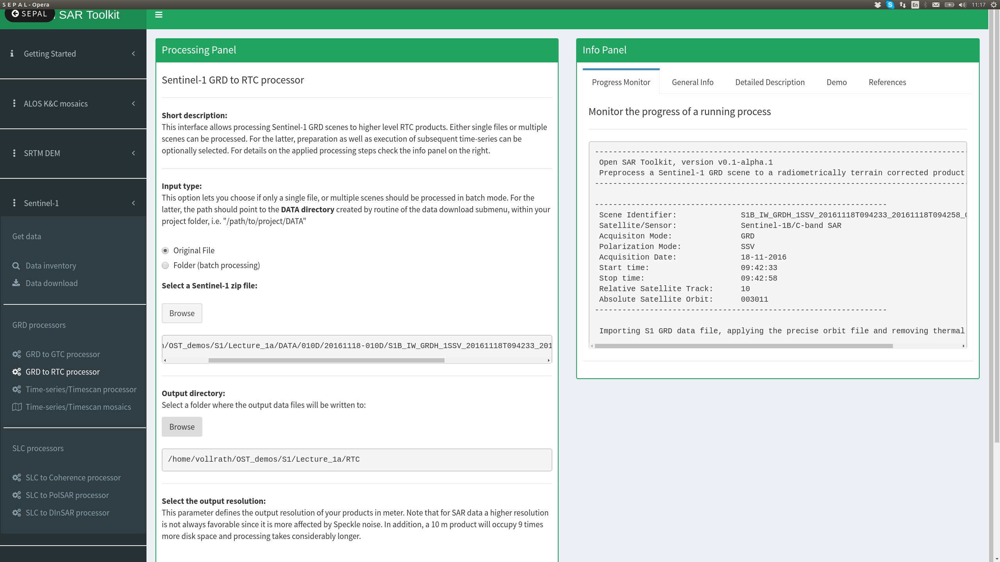 S E P A L - Opera
En
11:17
SEPAL
SAR Toolkit
Getting Started
ALOS K&C mosaics
SRTM DEM
Sentinel-1
Get data
Data inventory
Data download
GRD processors
GRD to GTC processor
GRD to RTC processor
Time-series/Timescan processor
Time-series/Timescan mosaics
SLC processors
SLC to Coherence processor
SLC to PolSAR processor
SLC to DInSAR processor
Processing Panel
Sentinel-1 GRD to RTC processor
Short description:
This interface allows processing Sentinel-1 GRD scenes to higher level RTC products. Either single files or multiple
scenes can be processed. For the latter, preparation as well as execution of subsequent time-series can be
optionally selected. For details on the applied processing steps check the info panel on the right.
Input type:
This option lets you choose if only a single file, or multiple scenes should be processed in batch mode. For the
latter, the path should point to the DATA directory created by routine of the data download submenu, within your
project folder, i.e. "/path/to/project/DATA"
Original File
Folder (batch processing)
Select a Sentinel-1 zip file:
Browse
/OST_demos/S1/Lecture_1a/DATA/010D/20161118-010D/S1B_IW_GRDH_1SSV_20161118T094233_201
Output directory:
Select a folder where the output data files will be written to:
Browse
/home/vollrath/OST_demos/S1/Lecture_1a/RTC
Select the output resolution:
This parameter defines the output resolution of your products in meter. Note that for SAR data a higher resolution
is not always favorable since it is more affected by Speckle noise. In addition, a 10 m product will occupy 9 times
more disk space and processing takes considerably longer.
Info Panel
Progress Monitor General Info Detailed Description Demo References
Monitor the progress of a running process
--------------------------------------------------------------------------------
Open SAR Toolkit, version v0.1-alpha.1
Preprocess a Sentinel-1 GRD scene to a radiometrically terrain corrected product
--------------------------------------------------------------------------------
----------------------------------------------------------------
Scene Identifier: S1B_IW_GRDH_1SSV_20161118T094233_20161118T094258_
Satellite/Sensor: Sentinel-1B/C-band SAR
Acquisiton Mode: GRD
Polarization Mode: SSV
Acquisition Date: 18-11-2016
Start time: 09:42:33
Stop time: 09:42:58
Relative Satellite Track: 10
Absolute Satellite Orbit: 003011
----------------------------------------------------------------
Importing S1 GRD data file, applying the precise orbit file and removing thermal